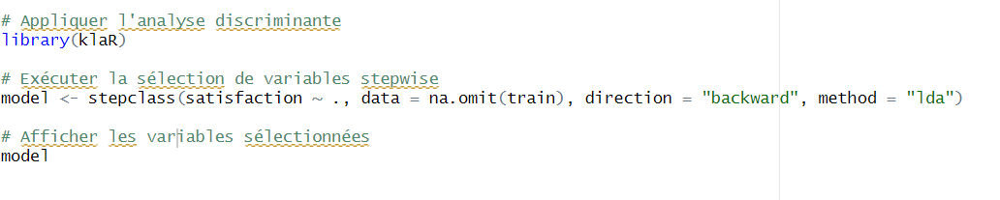 # Appliquer l'analyse discriminante
library(klaR)
# Exécuter la sélection de variables stepwise
model <- stepclass(satisfaction ~ ., data = na.omit(train), direction = "backward", method = "lda")
# Afficher les variables sélectionnées
model